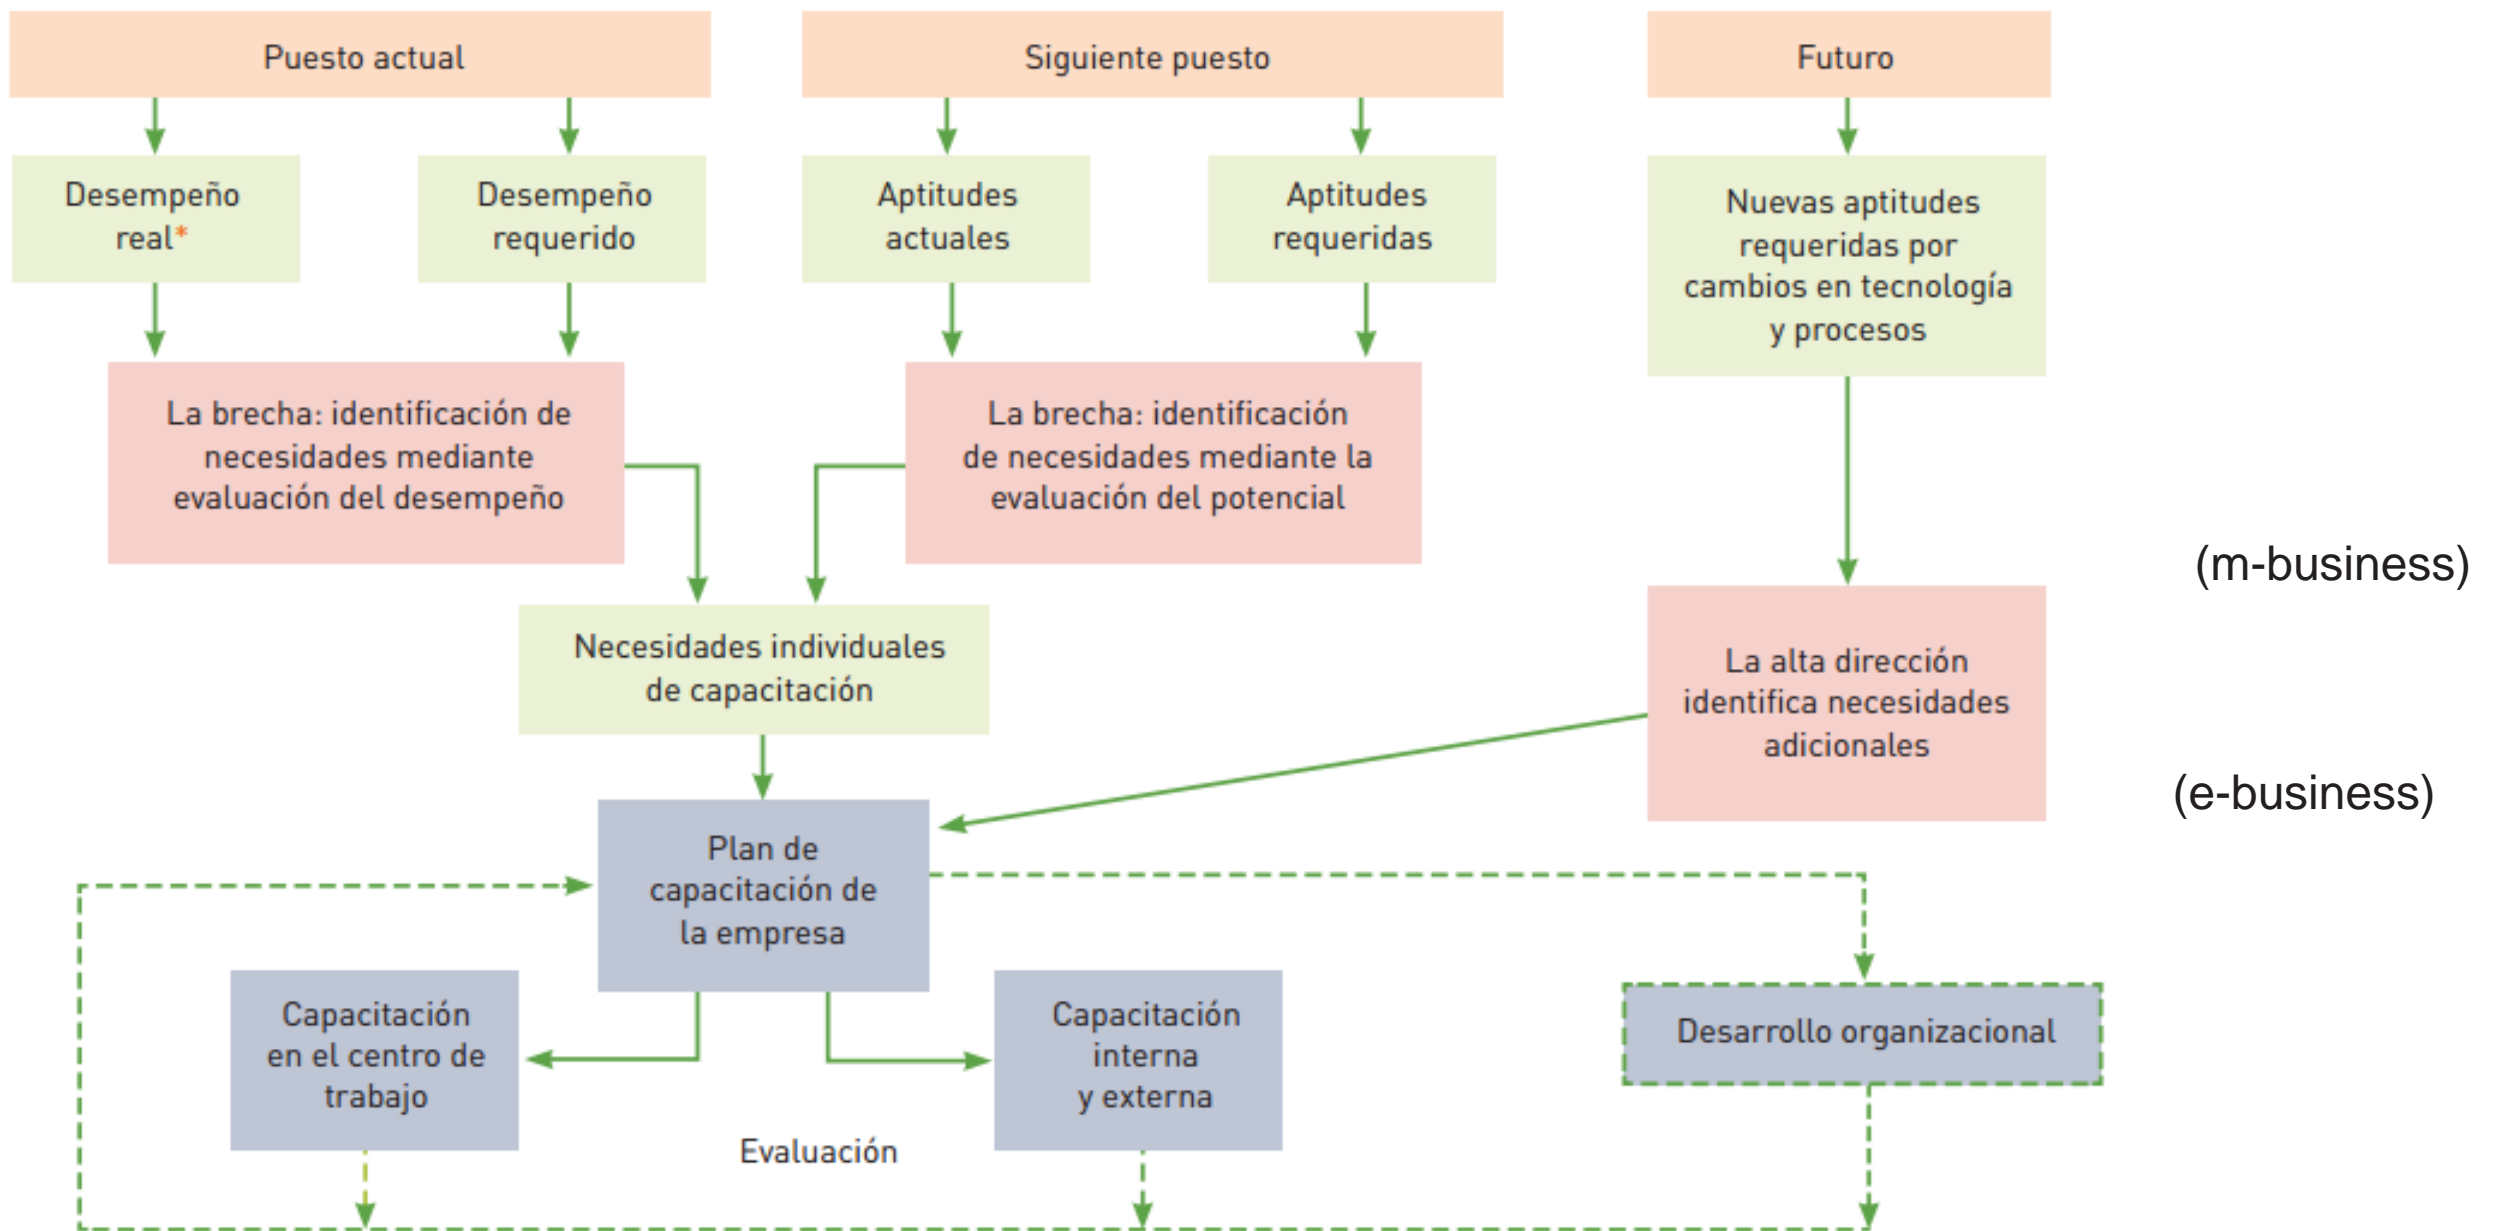 Puesto actual
Siguiente puesto
Futuro
Desempeño
real*
Desempeño
requerido
Aptitudes
actuales
Aptitudes
requeridas
Nuevas aptitudes
requeridas por
cambios en tecnología
y procesos
La brecha: identificación de
necesidades mediante
evaluación del desempeño
La brecha: identificación
de necesidades mediante la
evaluación del potencial
(m-business)
Necesidades individuales
de capacitación
La alta dirección
identifica necesidades
adicionales
(e-business)
Plan de
capacitación de
la empresa
Capacitación
en el centro de
trabajo
Capacitación
interna
y externa
Desarrollo organizacional
Evaluación